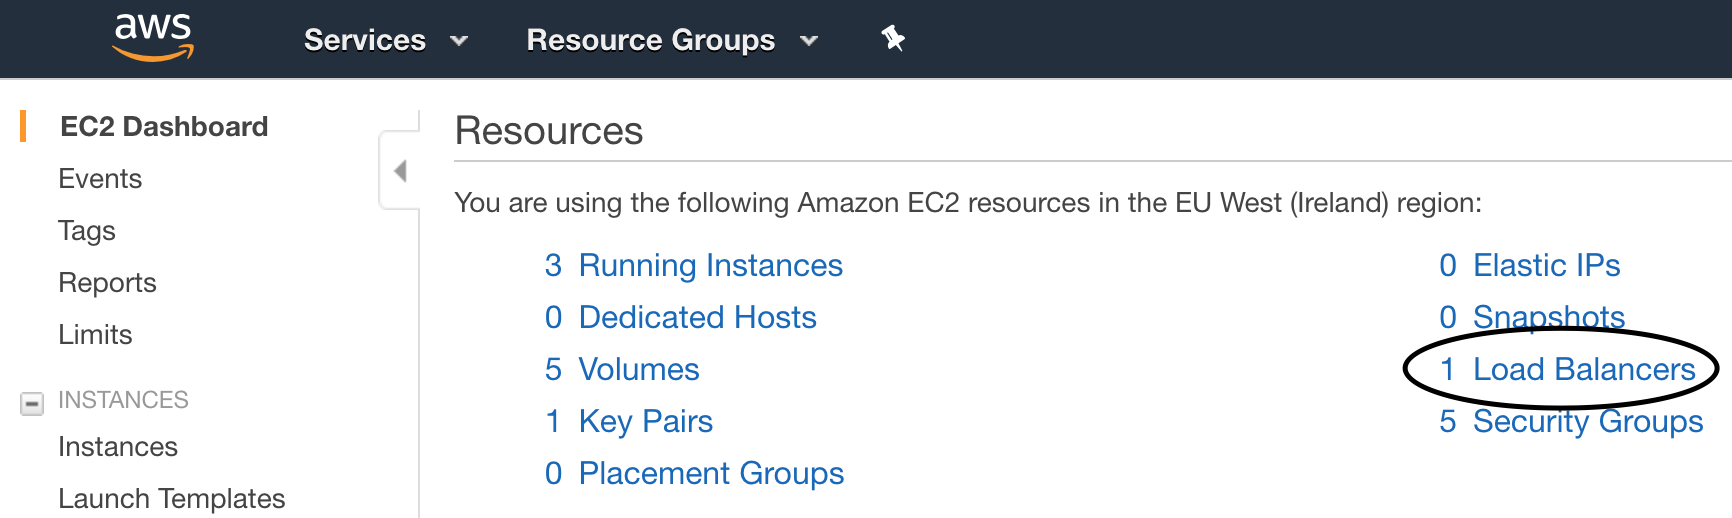 aws
Services
Resource Groups
EC2 Dashboard
Events
Tags
Reports
Limits
INSTANCES
Instances
Launch Templates
Resources
You are using the following Amazon EC2 resources in the EU West (Ireland) region:
3 Running Instances
0 Dedicated Hosts
5 Volumes
1 Key Pairs
0 Placement Groups
0 Elastic IPs
0 Snapshots
1 Load Balancers
5 Security Groups